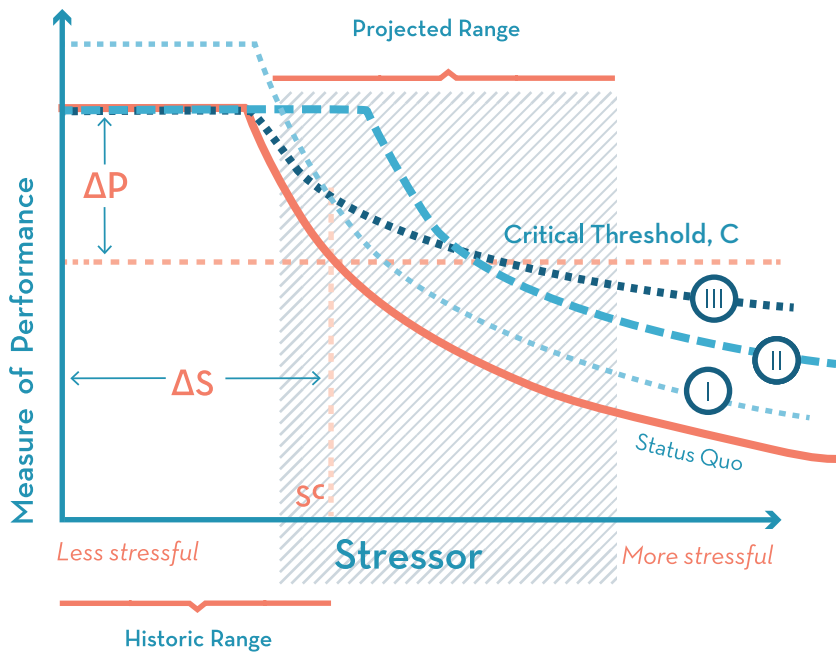 Projected Range
Measure of Performance
ΔP
Critical Threshold, C
III
II
ΔS
I
Status Quo
Sᶜ
Less stressful
Stressor
More stressful
Historic Range